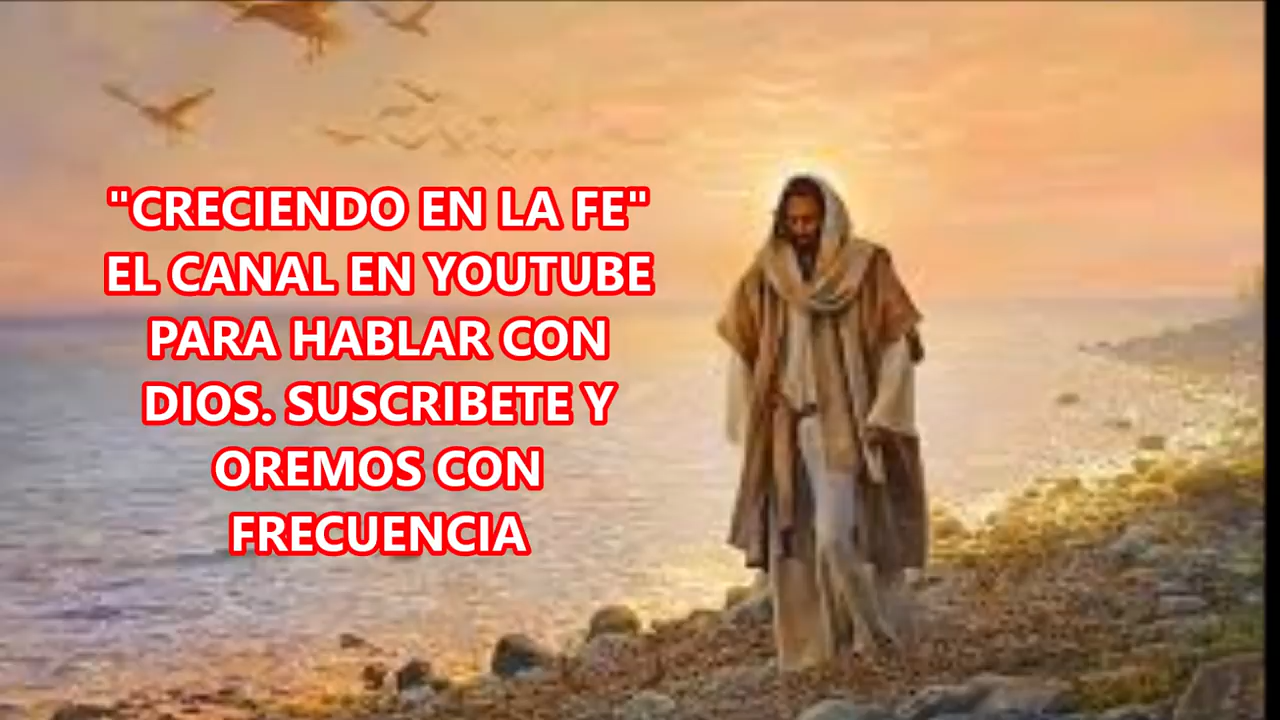 "CRECIENDO EN LA FE"
EL CANAL EN YOUTUBE
PARA HABLAR CON
DIOS. SUSCRIBETE Y
OREMOS CON
FRECUENCIA